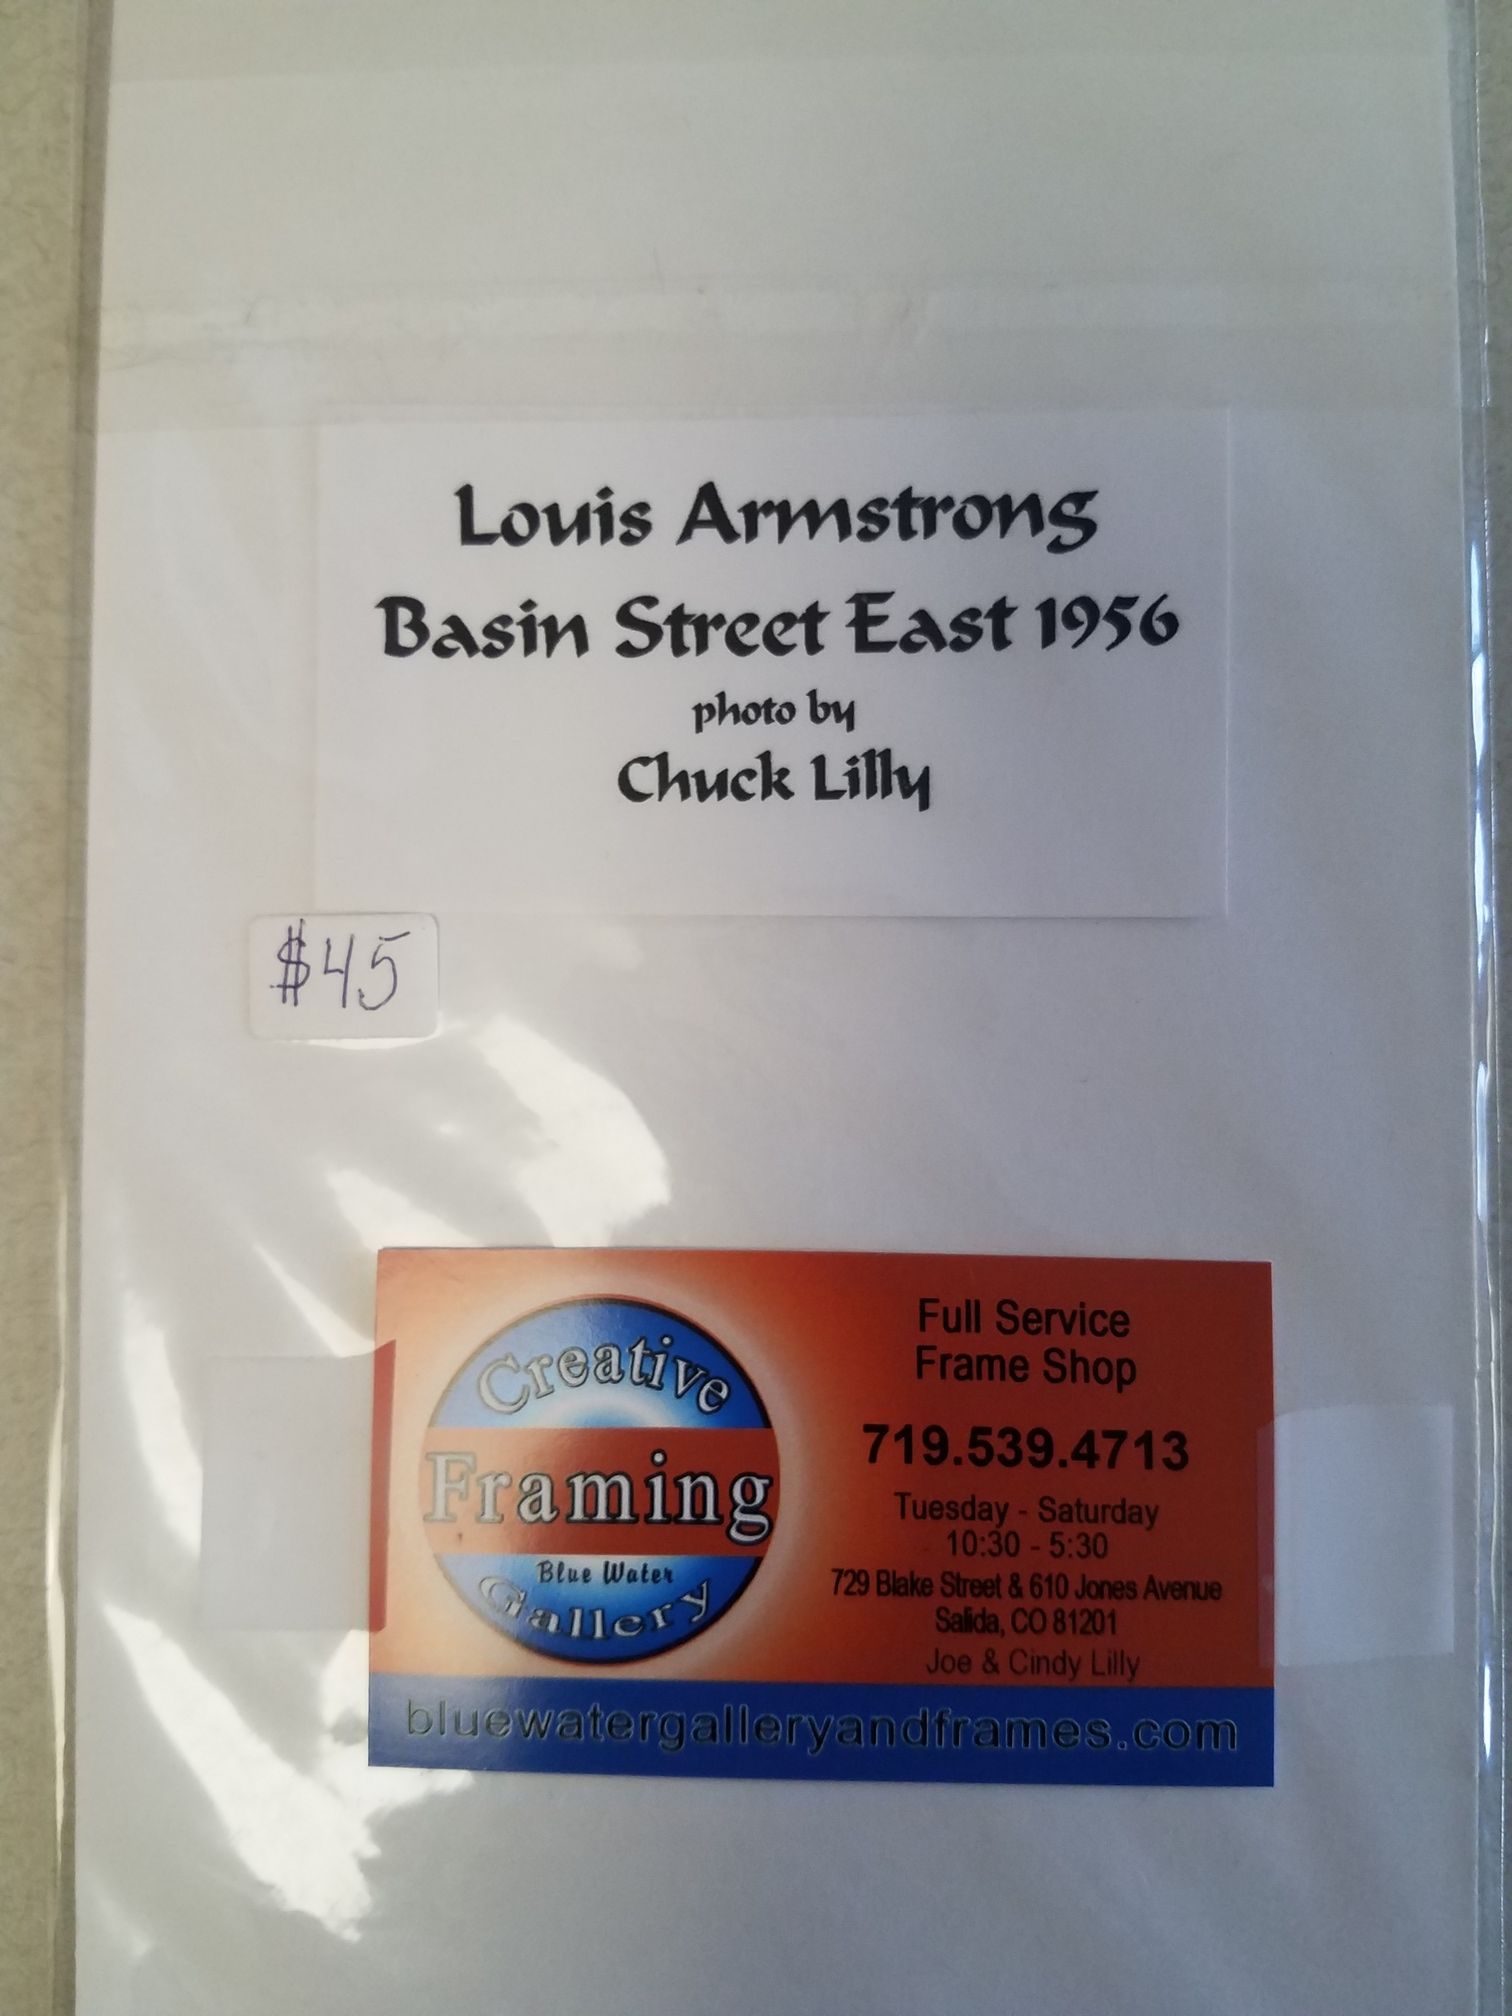 Louis Armstrong
Basin Street East 1956
photo by
Chuck Lilly
$45
Creative
Framing
Blue Water
Gallery
Full Service
Frame Shop
719.539.4713
Tuesday - Saturday
10:30 - 5:30
729 Blake Street & 610 Jones Avenue
Salida, CO 81201
Joe & Cindy Lilly
bluewatergalleryandframes.com